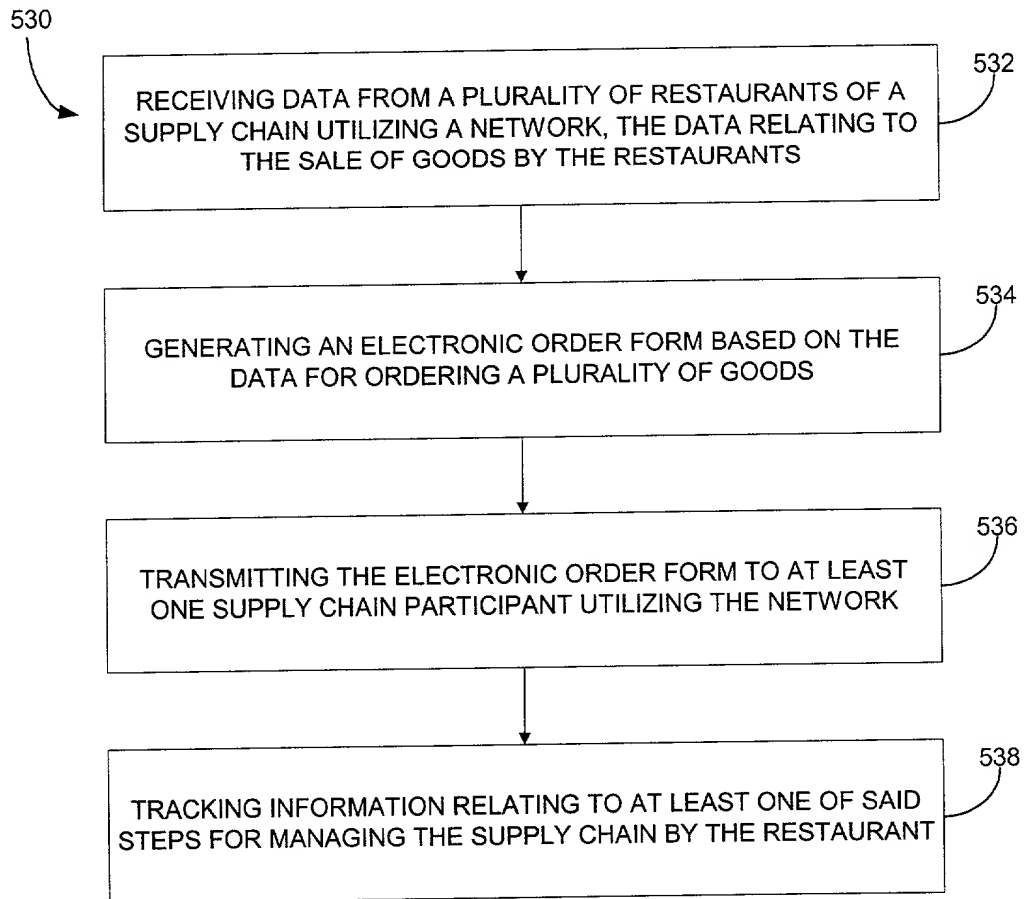 530
532
RECEIVING DATA FROM A PLURALITY OF RESTAURANTS OF A
SUPPLY CHAIN UTILIZING A NETWORK, THE DATA RELATING TO
THE SALE OF GOODS BY THE RESTAURANTS
534
GENERATING AN ELECTRONIC ORDER FORM BASED ON THE
DATA FOR ORDERING A PLURALITY OF GOODS
536
TRANSMITTING THE ELECTRONIC ORDER FORM TO AT LEAST
ONE SUPPLY CHAIN PARTICIPANT UTILIZING THE NETWORK
538
TRACKING INFORMATION RELATING TO AT LEAST ONE OF SAID
STEPS FOR MANAGING THE SUPPLY CHAIN BY THE RESTAURANT